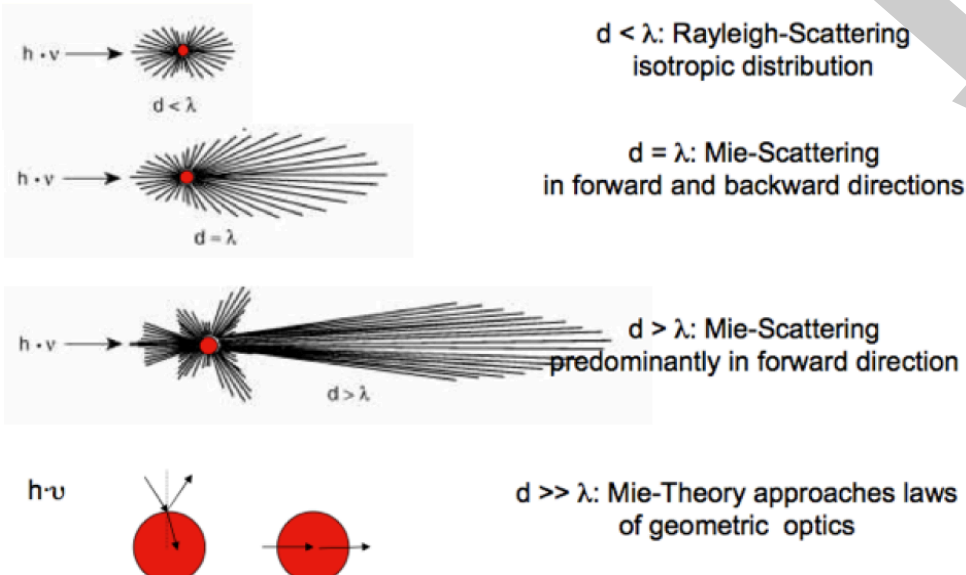 h · ν
d < λ
d < λ: Rayleigh-Scattering
isotropic distribution
h · ν
d = λ
d = λ: Mie-Scattering
in forward and backward directions
h · ν
d > λ
d > λ: Mie-Scattering
predominantly in forward direction
h·υ
d >> λ: Mie-Theory approaches laws
of geometric optics